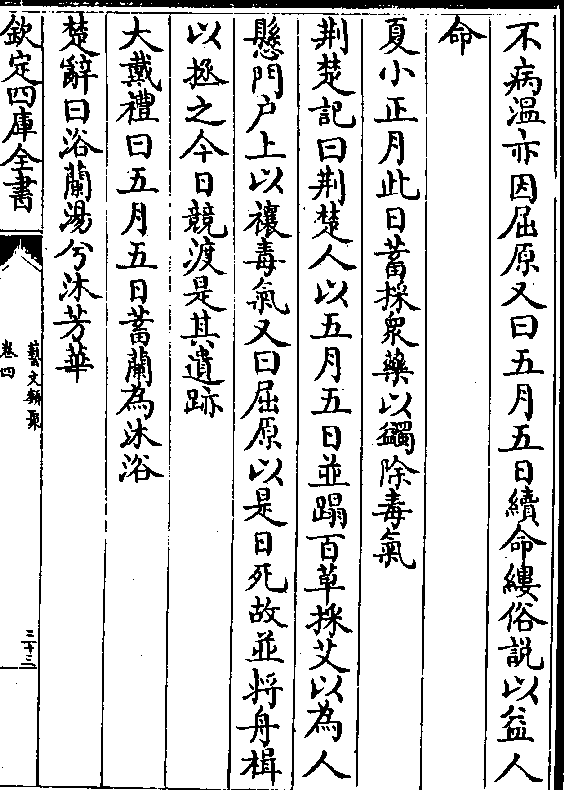 不病温亦因屈原又曰五月五日續命縷俗説以益人
命
夏小正月此日蓄採衆藥以蠲除毒氣
荆楚記曰荆楚人以五月五日並蹋百草採艾以為人
懸門户上以禳毒氣又曰屈原以是日死故並将舟楫
以拯之今日競渡是其遺跡
大戴禮曰五月五日蓄蘭為沐浴
楚辭曰浴蘭湯兮沐芳華
欽定四庫全書
藝文類聚
卷四
三十三